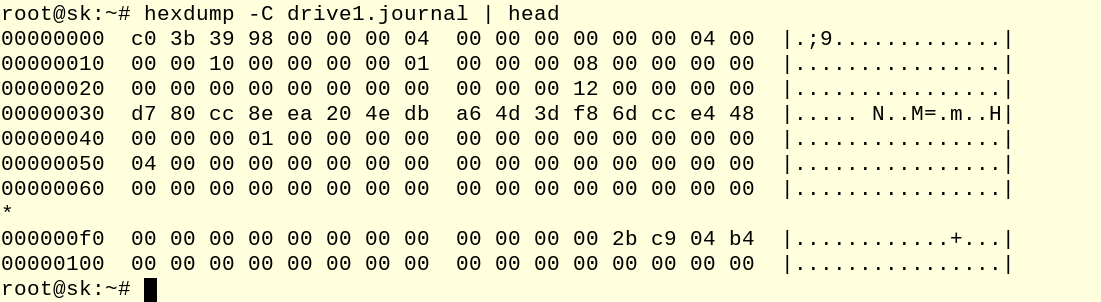 root@sk:~# hexdump -C drive1.journal | head
00000000  c0 3b 39 98 00 00 00 04  00 00 00 00 00 00 04 00  |.;9.............|
00000010  00 00 10 00 00 00 00 01  00 00 00 08 00 00 00 00  |................|
00000020  00 00 00 00 00 00 00 00  00 00 00 12 00 00 00 00  |................|
00000030  d7 80 cc 8e ea 20 4e db  a6 4d 3d f8 6d cc e4 48  |..... N..M=.m..H|
00000040  00 00 00 01 00 00 00 00  00 00 00 00 00 00 00 00  |................|
00000050  04 00 00 00 00 00 00 00  00 00 00 00 00 00 00 00  |................|
00000060  00 00 00 00 00 00 00 00  00 00 00 00 00 00 00 00  |................|
*
000000f0  00 00 00 00 00 00 00 00  00 00 00 00 2b c9 04 b4  |............+...|
00000100  00 00 00 00 00 00 00 00  00 00 00 00 00 00 00 00  |................|
root@sk:~#